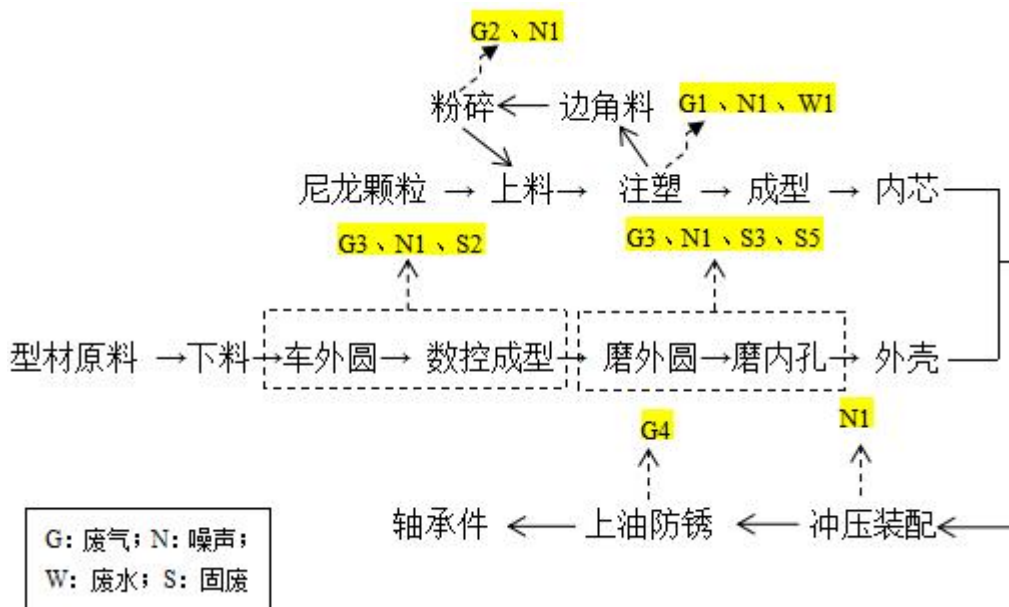 G2、N1
粉碎 边角料 G1、N1、W1
尼龙颗粒 上料 注塑 成型 内芯
G3、N1、S2 G3、N1、S3、S5
型材原料 下料 车外圆 数控成型 磨外圆 磨内孔 外壳
G4 N1
轴承件 上油防锈 冲压装配
G: 废气；N: 噪声；
W: 废水；S: 固废